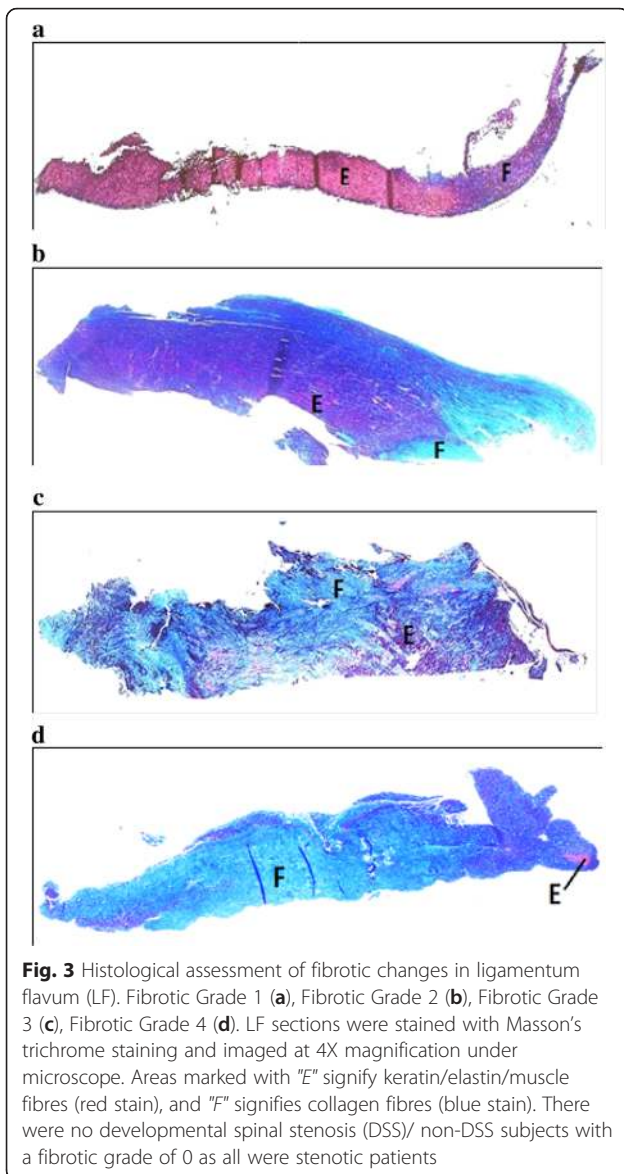 a
E
F
b
E
F
c
F
E
d
F
E
Fig. 3 Histological assessment of fibrotic changes in ligamentum
flavum (LF). Fibrotic Grade 1 (a), Fibrotic Grade 2 (b), Fibrotic Grade
3 (c), Fibrotic Grade 4 (d). LF sections were stained with Masson's
trichrome staining and imaged at 4X magnification under
microscope. Areas marked with "E" signify keratin/elastin/muscle
fibres (red stain), and "F" signifies collagen fibres (blue stain). There
were no developmental spinal stenosis (DSS)/ non-DSS subjects with
a fibrotic grade of 0 as all were stenotic patients